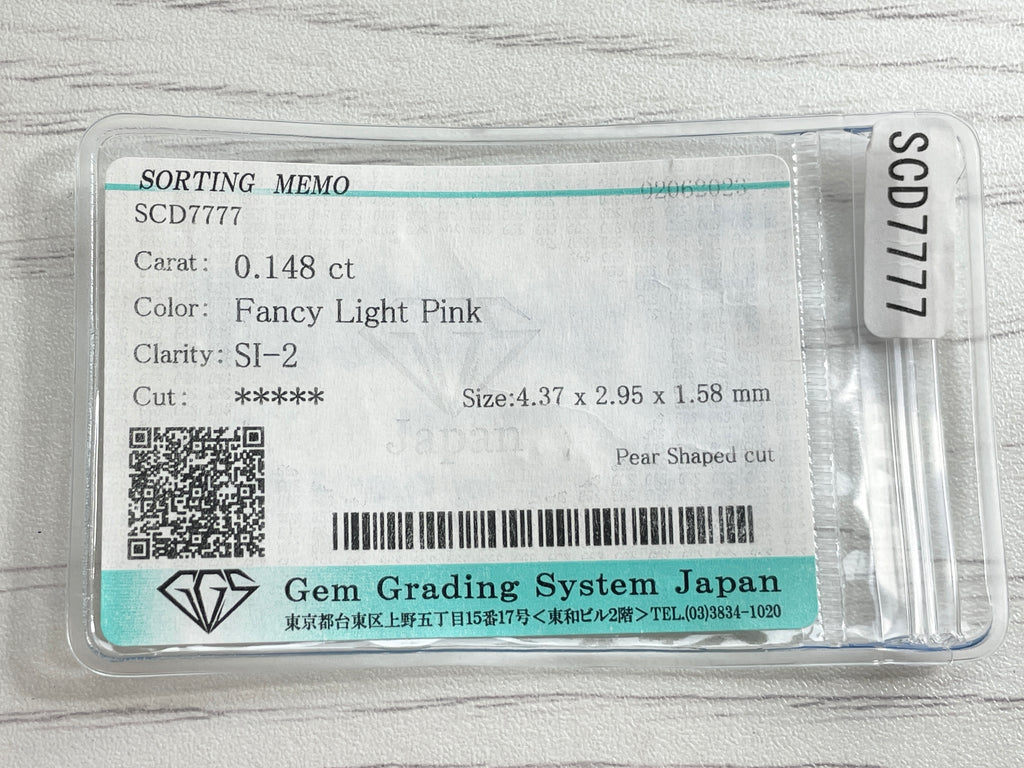 SORTING MEMO
02062023
SCD7777
Carat: 0.148 ct
Color: Fancy Light Pink
Clarity: SI-2
Cut: *****
Size:4.37 x 2.95 x 1.58 mm
Japan
Pear Shaped cut
GGS Gem Grading System Japan
東京都台東区上野五丁目15番17号＜東和ビル2階＞TEL.(03)3834-1020
SCD7777